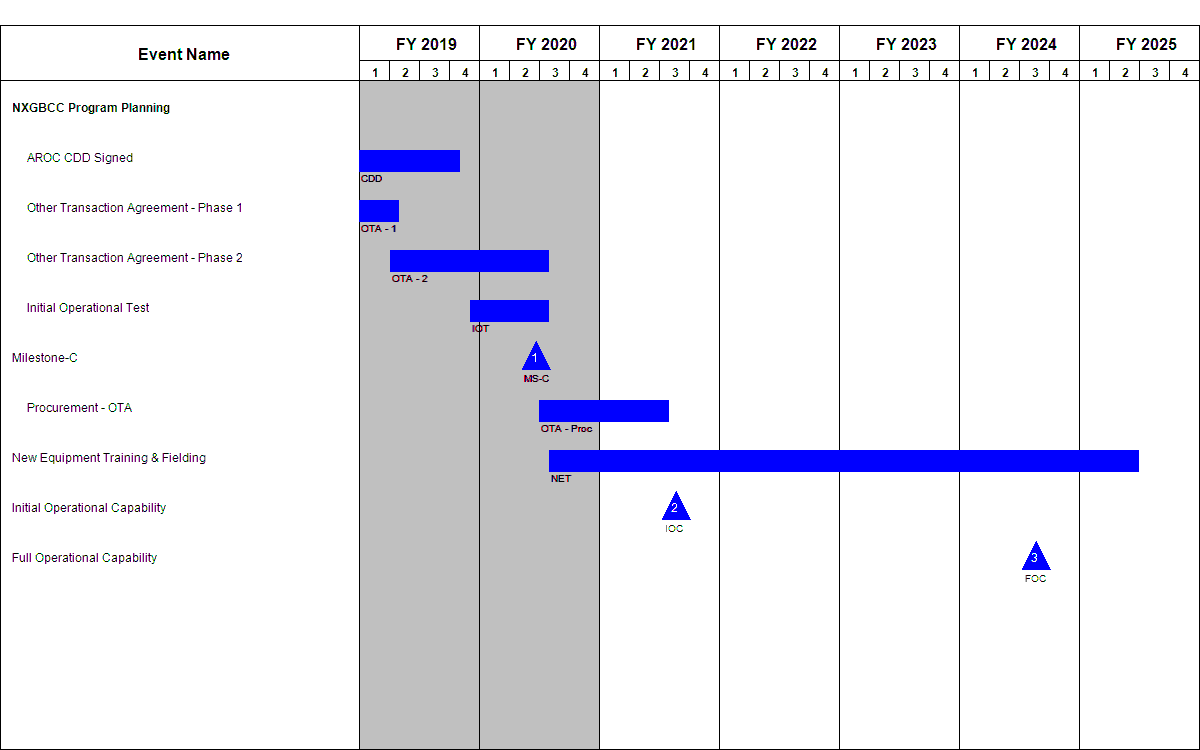 Event Name
FY 2019 FY 2020 FY 2021 FY 2022 FY 2023 FY 2024 FY 2025
1 2 3 4 1 2 3 4 1 2 3 4 1 2 3 4 1 2 3 4 1 2 3 4 1 2 3 4
NXGBCC Program Planning
AROC CDD Signed
CDD
Other Transaction Agreement - Phase 1
OTA - 1
Other Transaction Agreement - Phase 2
OTA - 2
Initial Operational Test
IOT
Milestone-C
1
MS-C
Procurement - OTA
OTA - Proc
New Equipment Training & Fielding
NET
Initial Operational Capability
2
IOC
Full Operational Capability
3
FOC